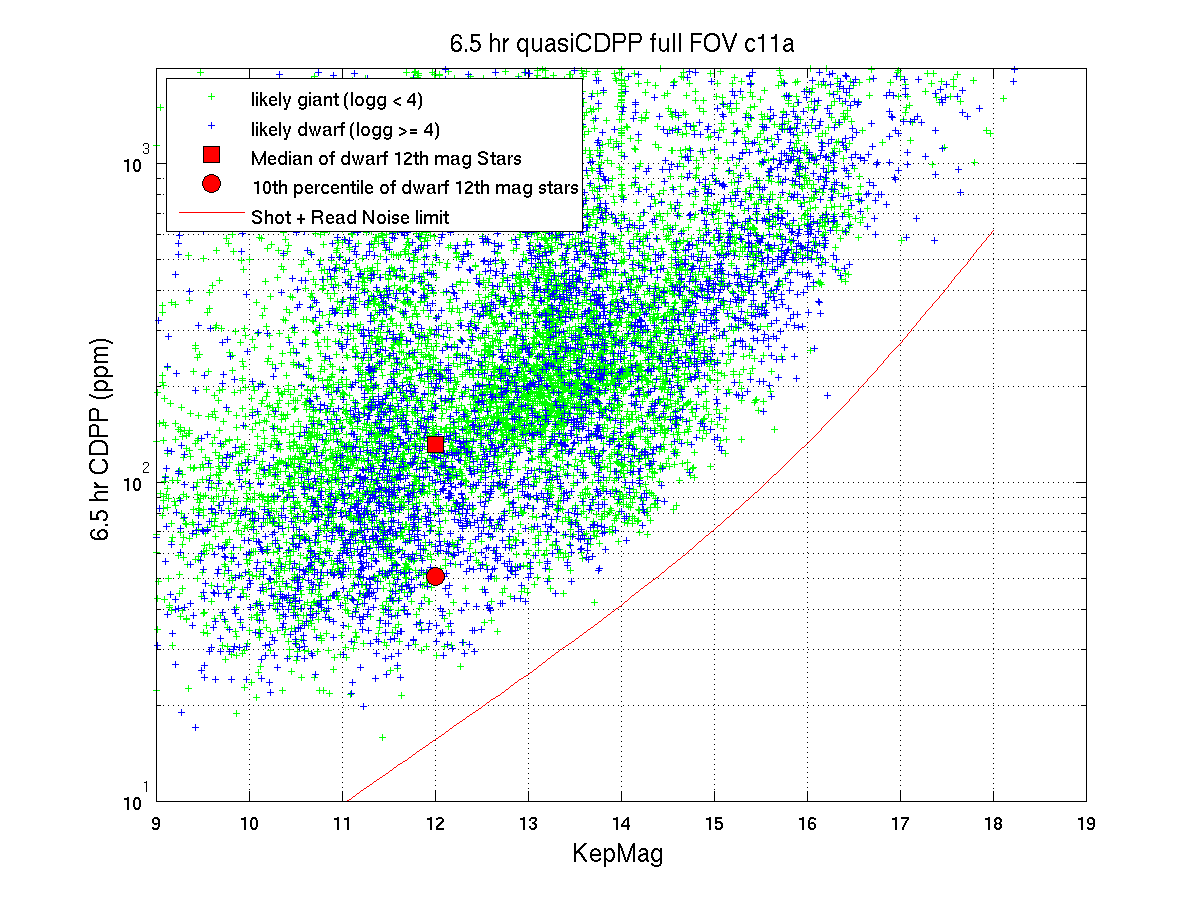 6.5 hr quasiCDPP full FOV c11a
likely giant (logg < 4)
likely dwarf (logg >= 4)
Median of dwarf 12th mag Stars
10th percentile of dwarf 12th mag stars
Shot + Read Noise limit
6.5 hr CDPP (ppm)
10^3
10^2
10^1
9 10 11 12 13 14 15 16 17 18 19
KepMag